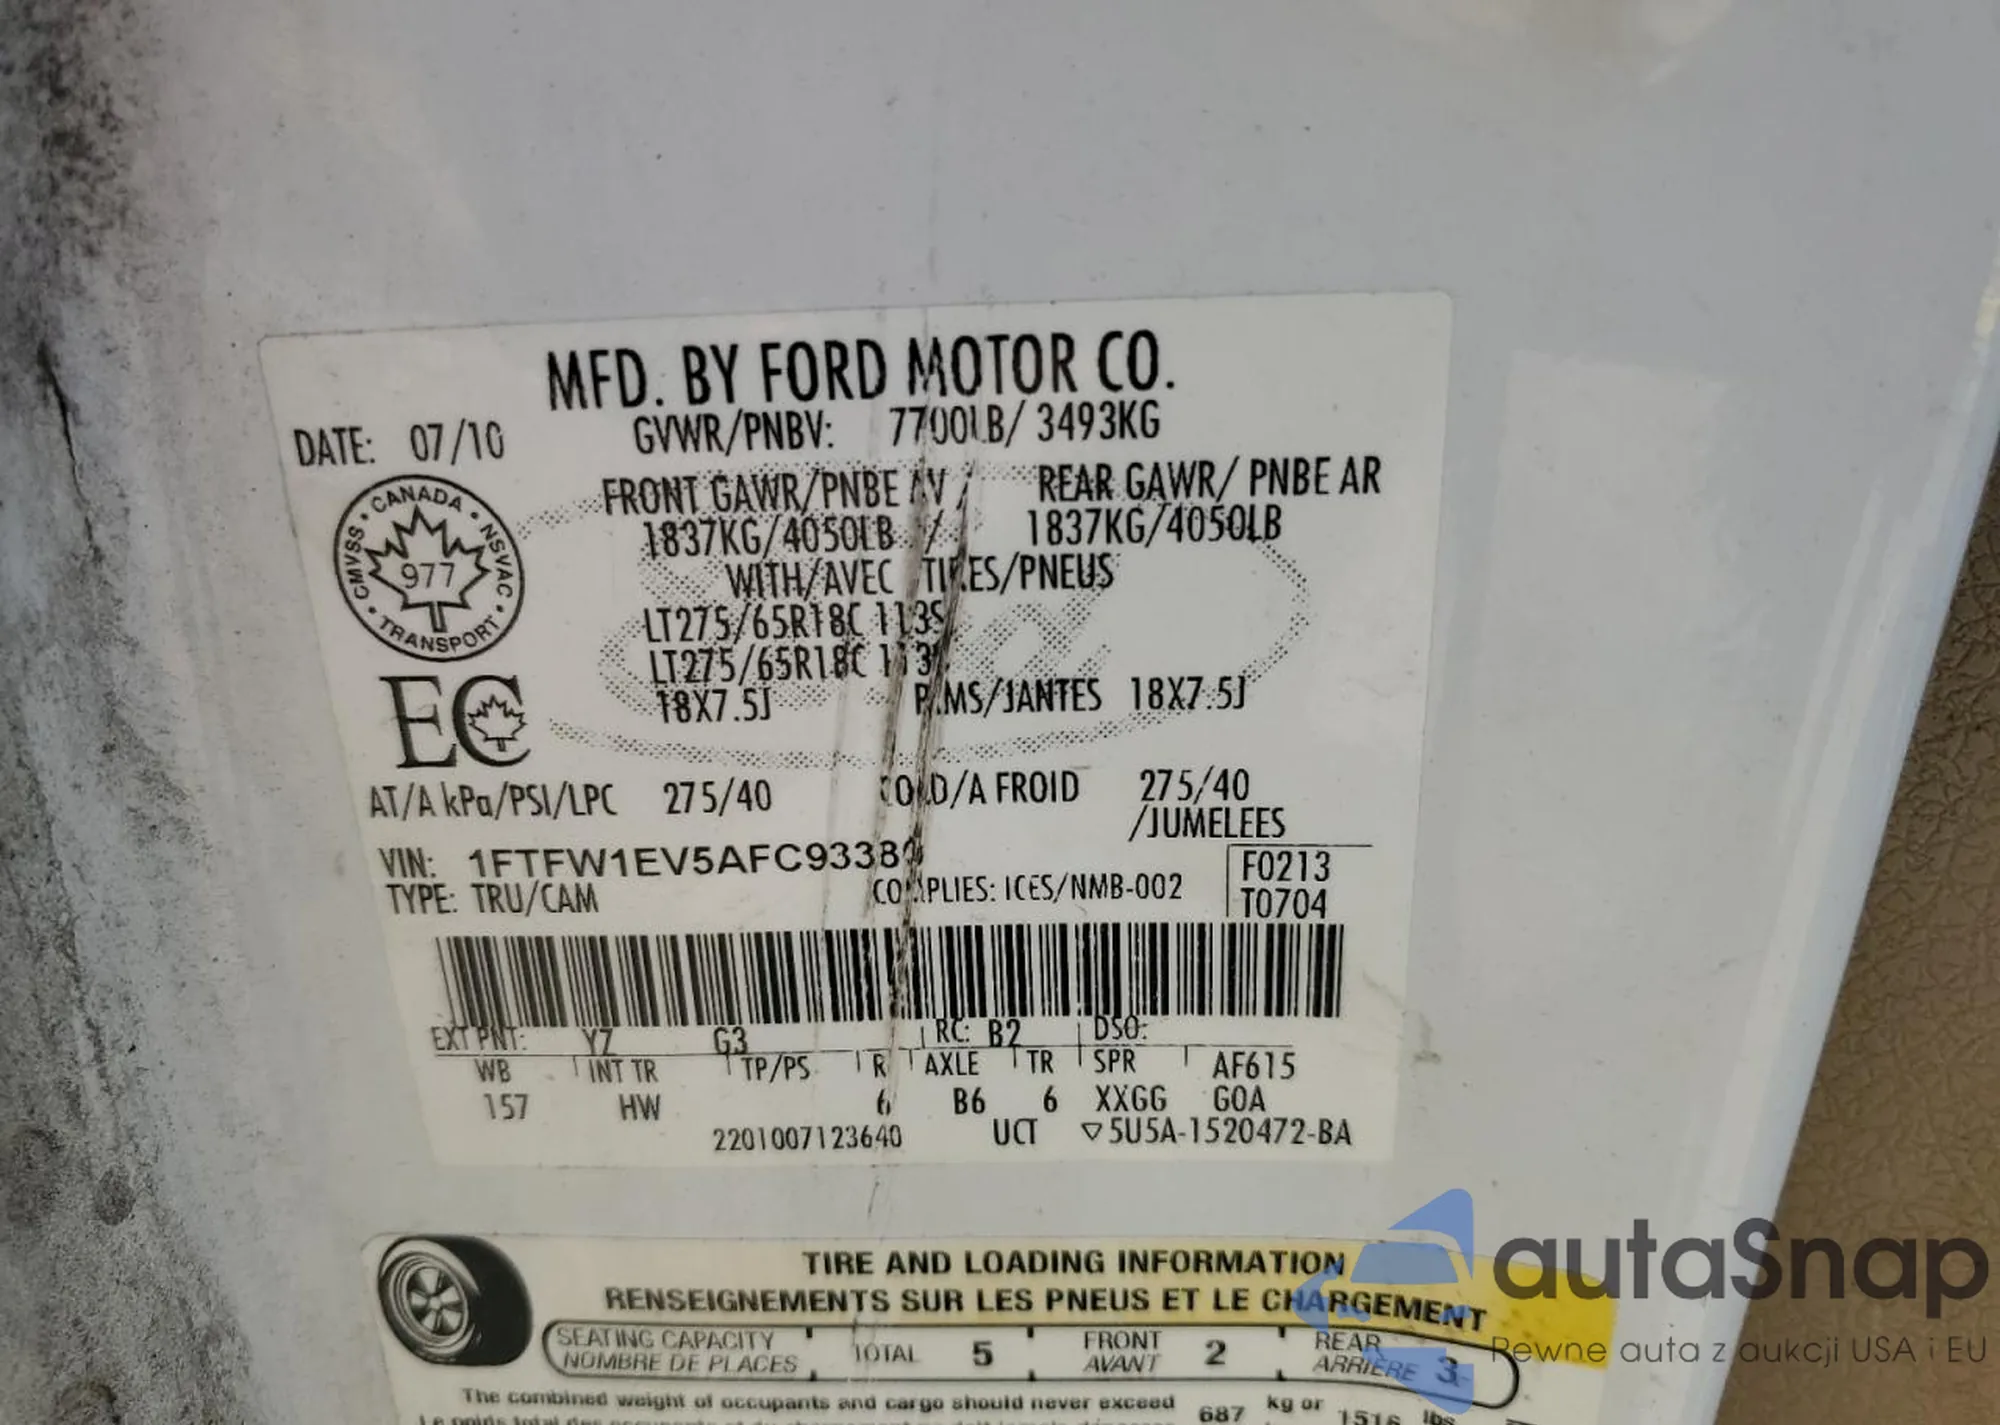 MFD. BY FORD MOTOR CO.
DATE: 07/10 GVWR/PNBV: 7700LB/ 3493KG
FRONT GAWR/PNBE AV / REAR GAWR/ PNBE AR
1837KG/4050LB / 1837KG/4050LB
WITH/AVEC TIRES/PNEUS
LT275/65R18C 113S
LT275/65R18C 113S
18X7.5J RIMS/JANTES 18X7.5J
CMVSS • CANADA • NSVAC • TRANSPORT •
977
EC
AT/A kPa/PSI/LPC 275/40 COLD/A FROID 275/40
/JUMELEES
VIN: 1FTFW1EV5AFC9338
TYPE: TRU/CAM COMPLIES: ICES/NMB-002
F0213
T0704
EXT PNT: YZ G3 RC: B2 DSO:
WB INT TR TP/PS R AXLE TR SPR AF615
157 HW 6 B6 6 XXGG GOA
2201007123640 UCT ▽5U5A-1520472-BA
TIRE AND LOADING INFORMATION
RENSEIGNEMENTS SUR LES PNEUS ET LE CHARGEMENT
SEATING CAPACITY TOTAL 5 FRONT 2 REAR 3
NOMBRE DE PLACES AVANT ARRIÈRE
The combined weight of occupants and cargo should never exceed 687 kg or 1516 lbs
autaSnap
Pewne auta z aukcji USA i EU